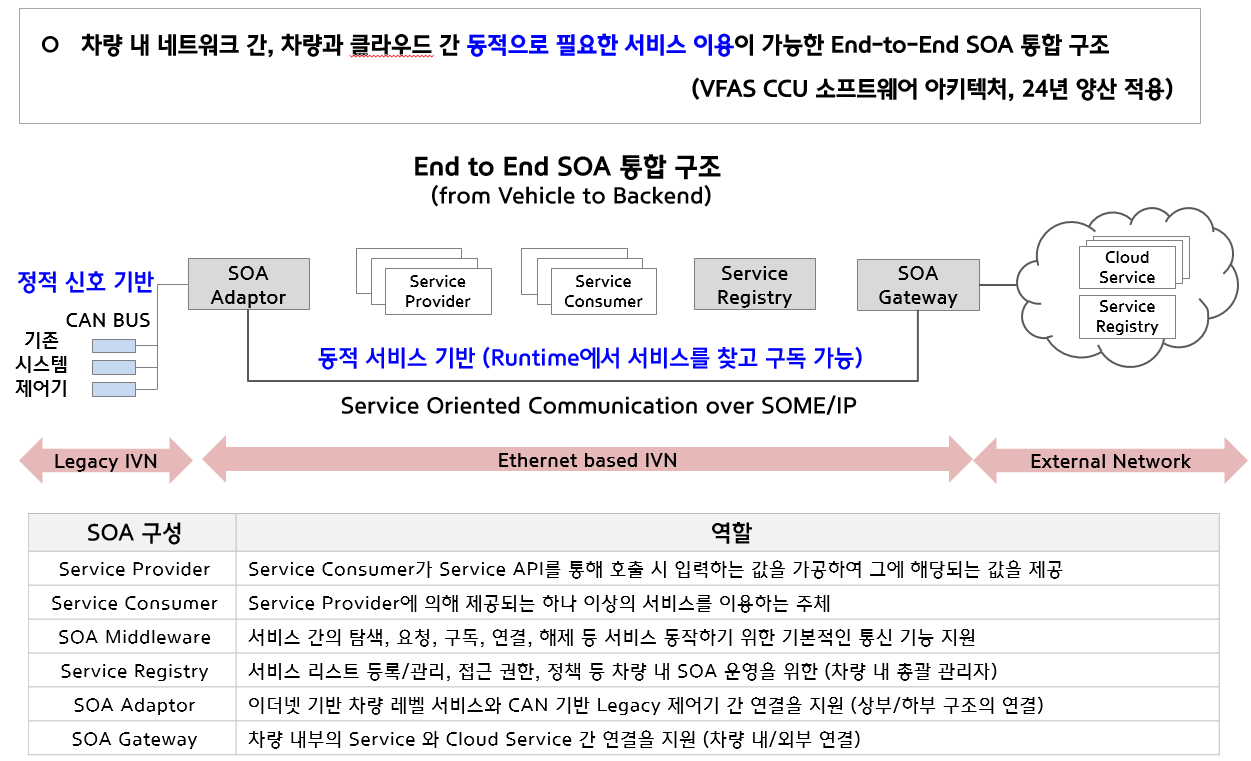 O 차량 내 네트워크 간, 차량과 클라우드 간 동적으로 필요한 서비스 이용이 가능한 End-to-End SOA 통합 구조
(VFAS CCU 소프트웨어 아키텍처, 24년 양산 적용)
End to End SOA 통합 구조
(from Vehicle to Backend)
정적 신호 기반
CAN BUS
기존
시스템
제어기
SOA
Adaptor
Service
Provider
Service
Consumer
Service
Registry
SOA
Gateway
Cloud
Service
Service
Registry
동적 서비스 기반 (Runtime에서 서비스를 찾고 구독 가능)
Service Oriented Communication over SOME/IP
Legacy IVN
Ethernet based IVN
External Network
SOA 구성 역할
Service Provider Service Consumer가 Service API를 통해 호출 시 입력하는 값을 가공하여 그에 해당되는 값을 제공
Service Consumer Service Provider에 의해 제공되는 하나 이상의 서비스를 이용하는 주체
SOA Middleware 서비스 간의 탐색, 요청, 구독, 연결, 해제 등 서비스 동작하기 위한 기본적인 통신 기능 지원
Service Registry 서비스 리스트 등록/관리, 접근 권한, 정책 등 차량 내 SOA 운영을 위한 (차량 내 총괄 관리자)
SOA Adaptor 이더넷 기반 차량 레벨 서비스와 CAN 기반 Legacy 제어기 간 연결을 지원 (상부/하부 구조의 연결)
SOA Gateway 차량 내부의 Service 와 Cloud Service 간 연결을 지원 (차량 내/외부 연결)